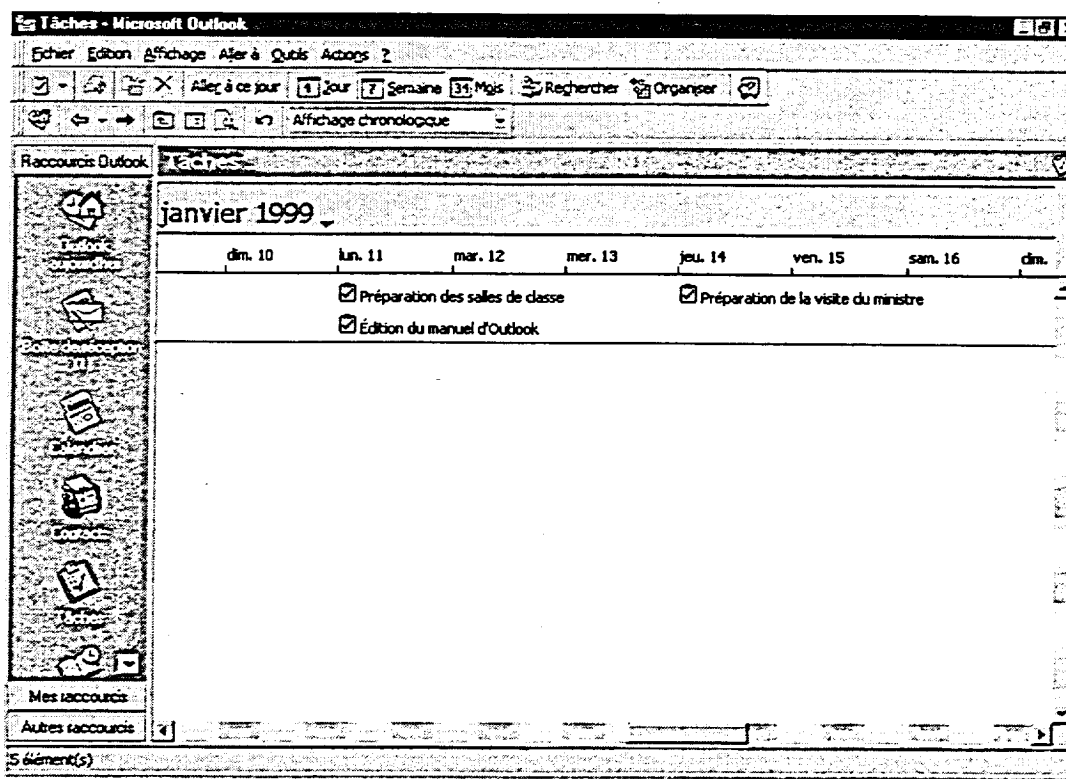 Tâches - Microsoft Outlook
Fichier Edition Affichage Aller à Outils Actions ?
Aller à ce jour 1 Jour 7 Semaine 31 Mois Rechercher Organiser
Affichage chronologique
Raccourcis Outlook Tâches
janvier 1999
dim. 10 lun. 11 mar. 12 mer. 13 jeu. 14 ven. 15 sam. 16 dim.
Préparation des salles de classe Préparation de la visite du ministre
Édition du manuel d'Outlook
Calendrier
Contacts
Tâches
Mes raccourcis
Autres raccourcis
5 élément(s)